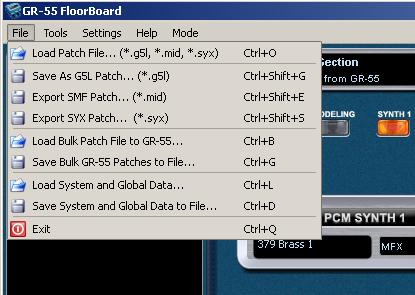 GR-55 FloorBoard
File Tools Settings Help Mode
Load Patch File... (*.g5l, *.mid, *.syx) Ctrl+O
Save As G5L Patch... (*.g5l) Ctrl+Shift+G
Export SMF Patch... (*.mid) Ctrl+Shift+E
Export SYX Patch... (*.syx) Ctrl+Shift+S
Load Bulk Patch File to GR-55... Ctrl+B
Save Bulk GR-55 Patches to File... Ctrl+G
Load System and Global Data... Ctrl+L
Save System and Global Data to File... Ctrl+D
Exit Ctrl+Q
Section
from GR-55
ODELING SYNTH 1
PCM SYNTH 1
379 Brass 1 MFX